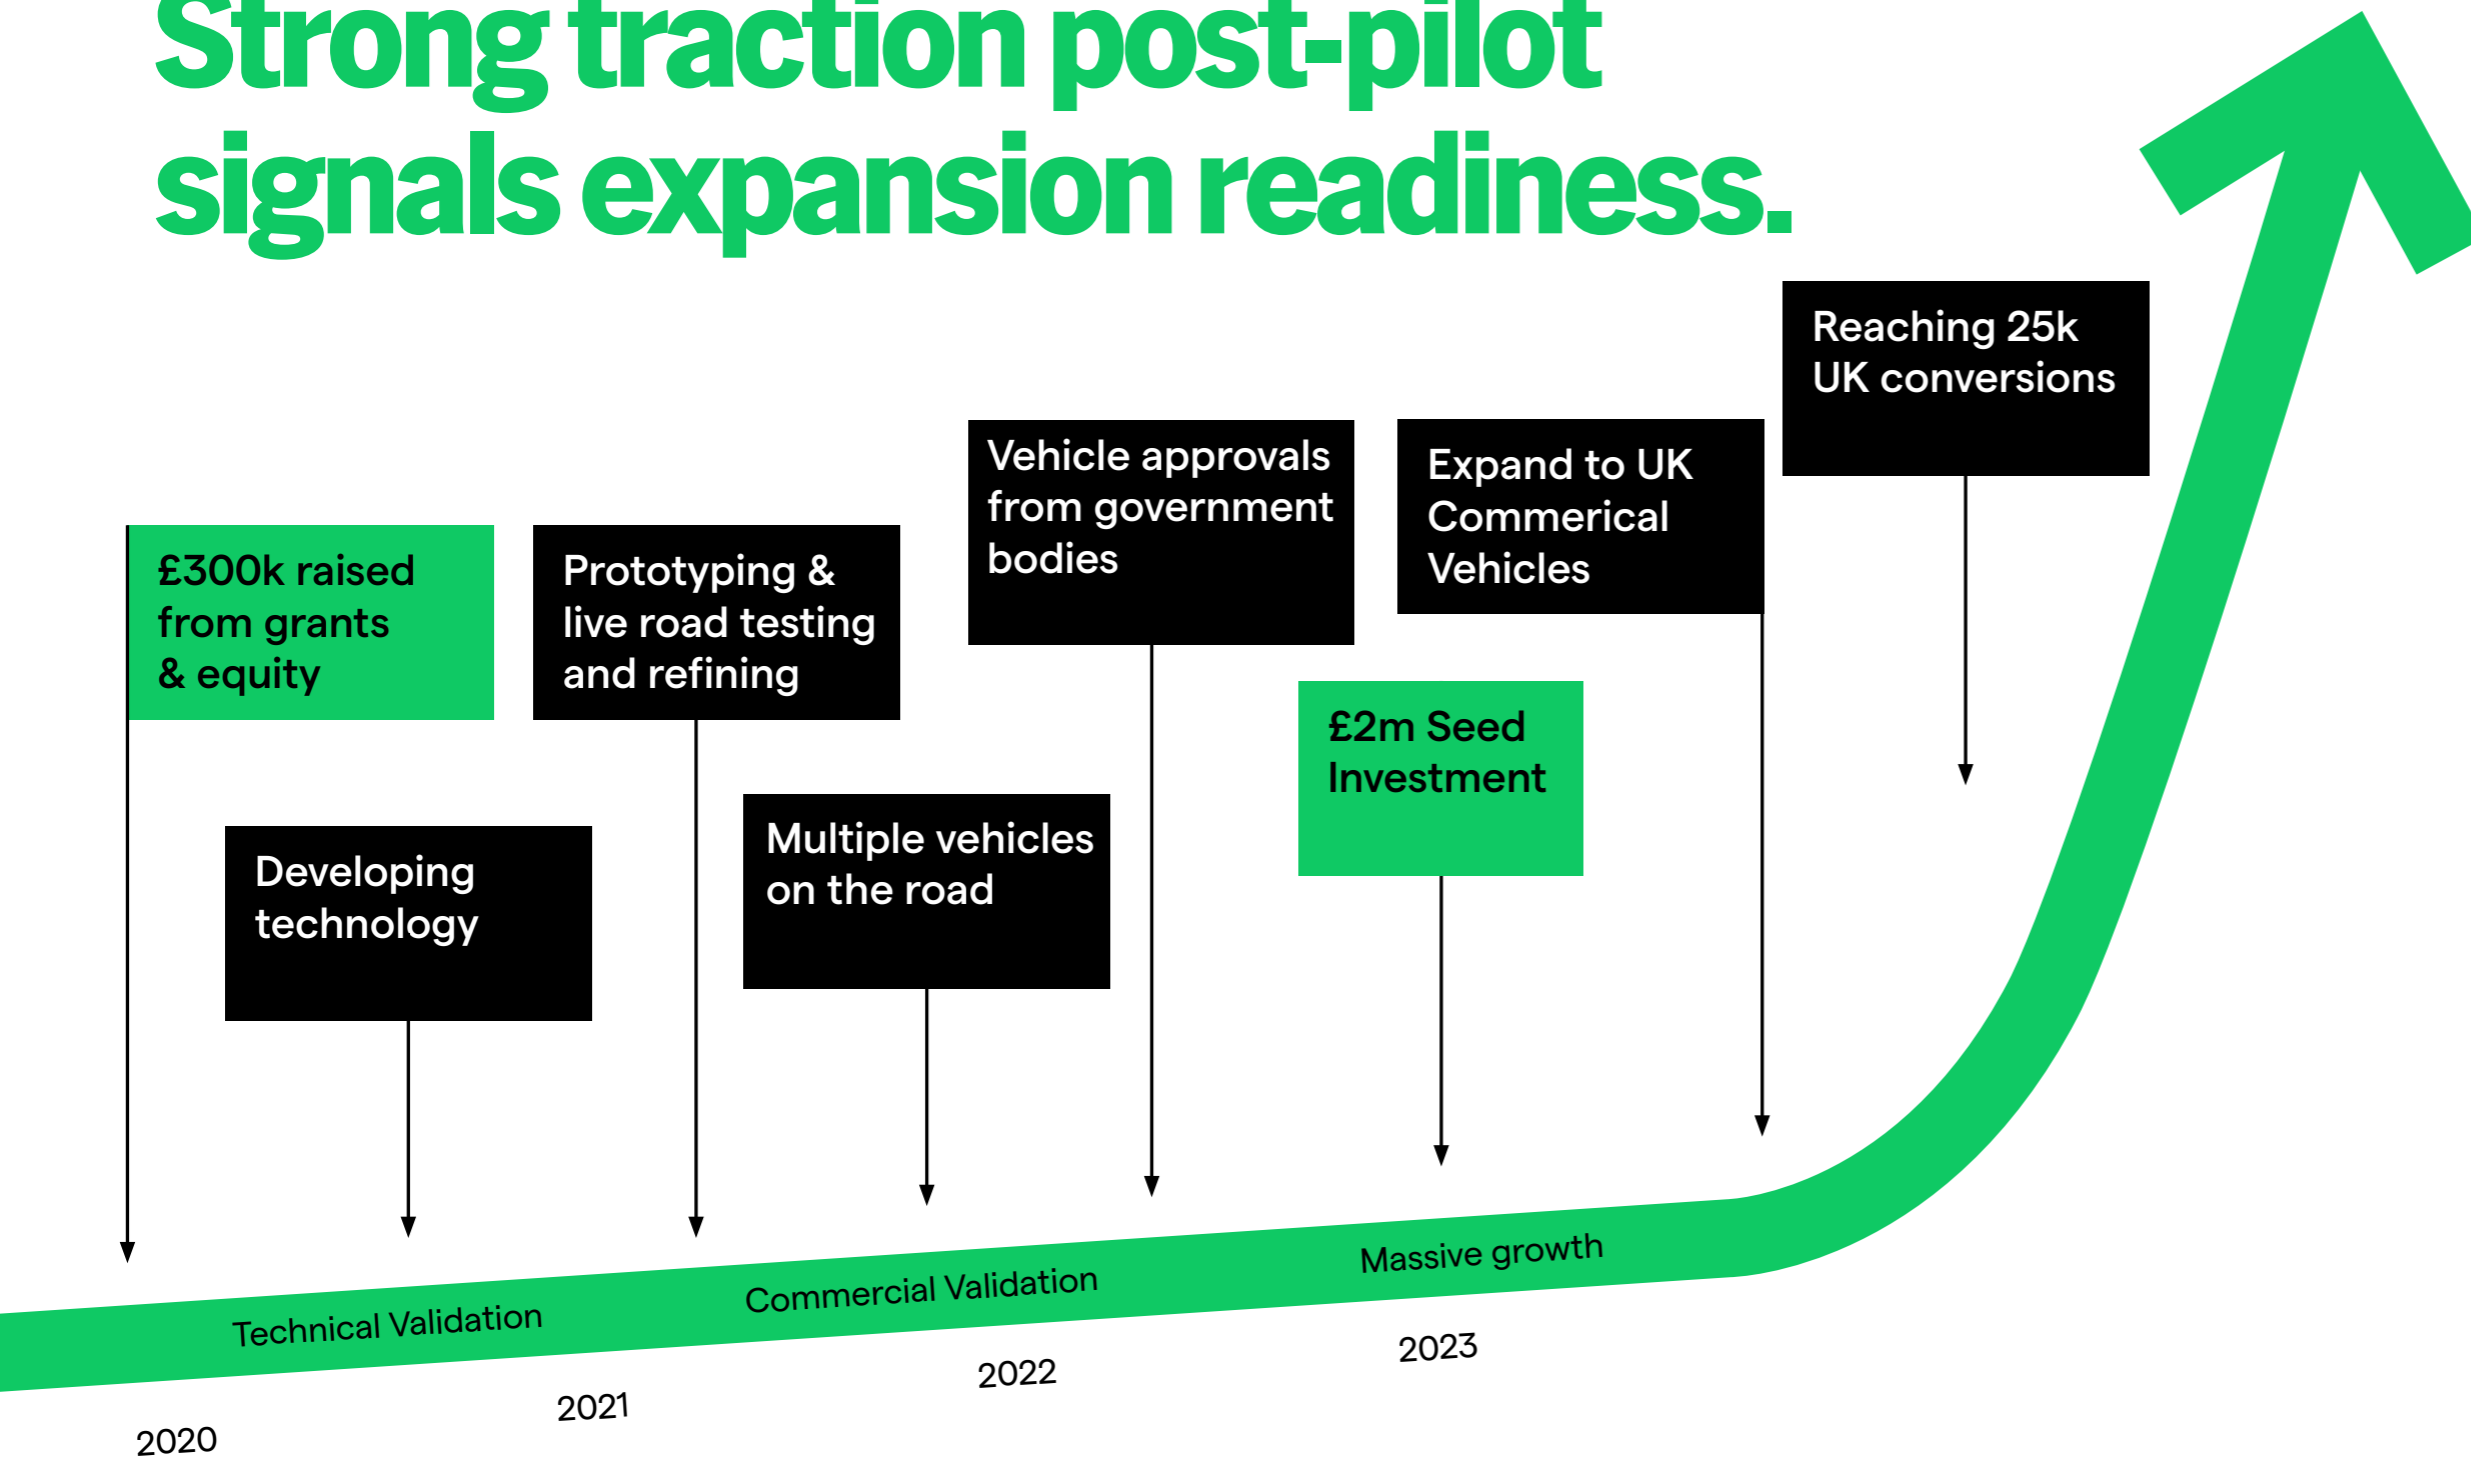 Strong traction post-pilot
signals expansion readiness.
£300k raised
from grants
& equity
Developing
technology
Prototyping &
live road testing
and refining
Multiple vehicles
on the road
Vehicle approvals
from government
bodies
£2m Seed
Investment
Expand to UK
Commerical
Vehicles
Reaching 25k
UK conversions
Technical Validation
Commercial Validation
Massive growth
2020
2021
2022
2023